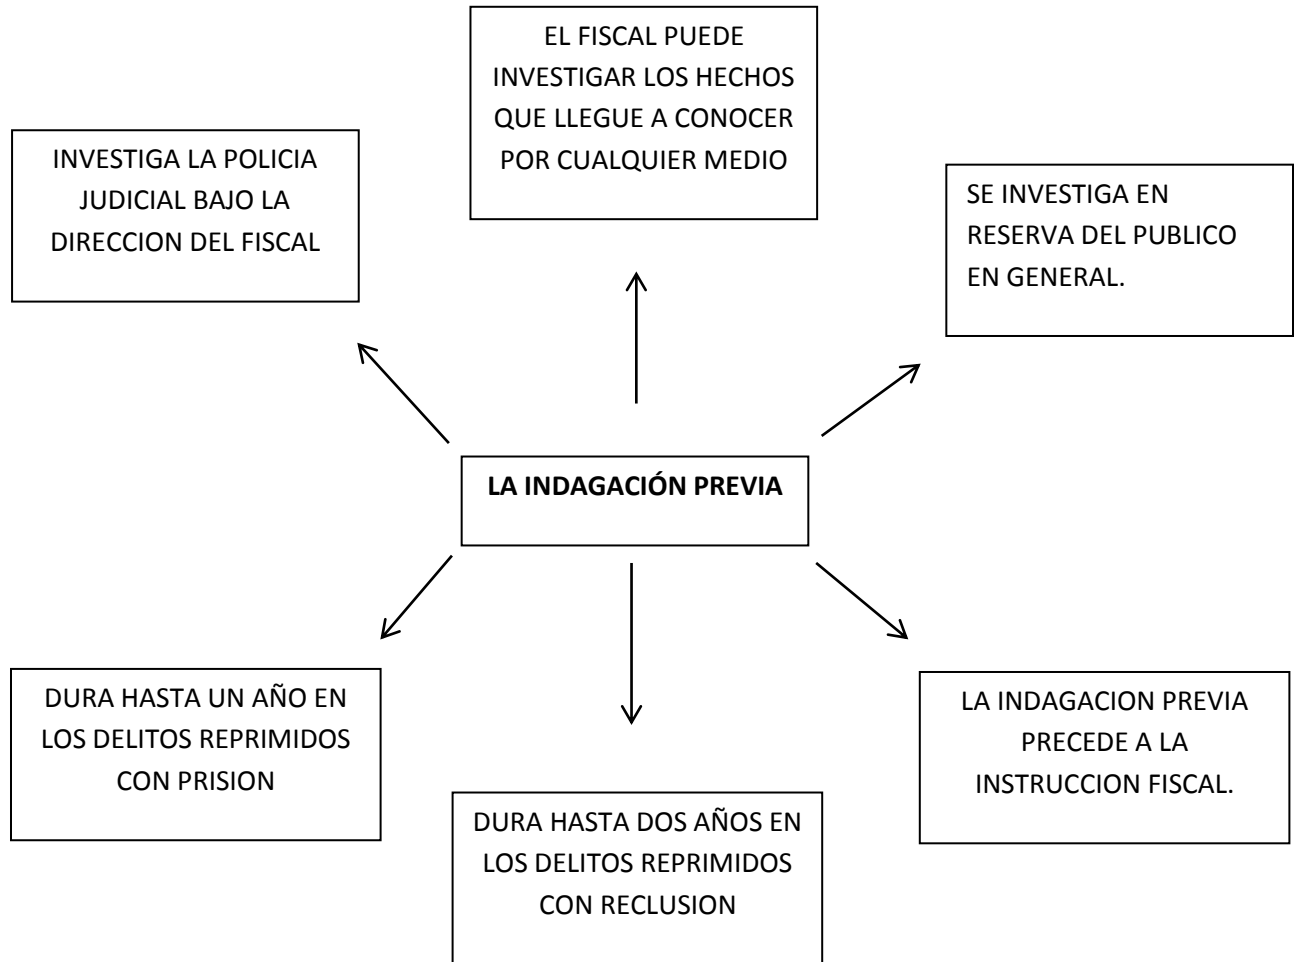 EL FISCAL PUEDE
INVESTIGAR LOS HECHOS
QUE LLEGUE A CONOCER
POR CUALQUIER MEDIO
INVESTIGA LA POLICIA
JUDICIAL BAJO LA
DIRECCION DEL FISCAL
SE INVESTIGA EN
RESERVA DEL PUBLICO
EN GENERAL.
LA INDAGACIÓN PREVIA
DURA HASTA UN AÑO EN
LOS DELITOS REPRIMIDOS
CON PRISION
DURA HASTA DOS AÑOS EN
LOS DELITOS REPRIMIDOS
CON RECLUSION
LA INDAGACION PREVIA
PRECEDE A LA
INSTRUCCION FISCAL.